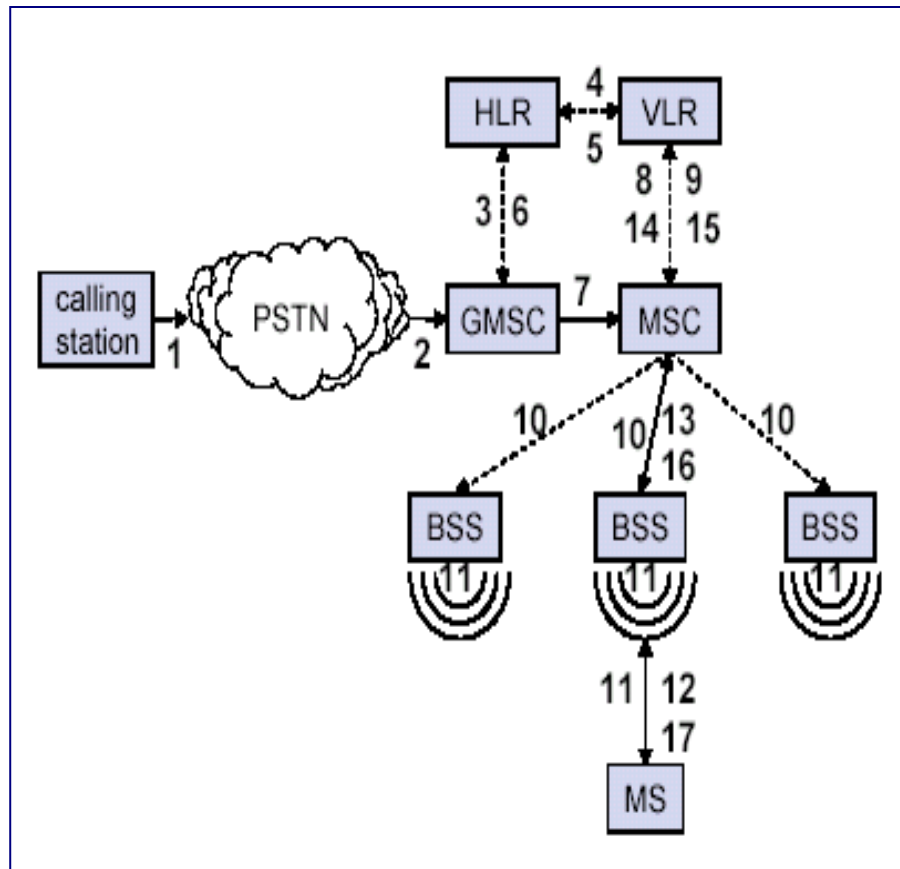 4
HLR
VLR
5
3 6
8 9
14 15
calling
station
PSTN
GMSC
7
MSC
1
2
10
10
13
16
10
BSS
BSS
BSS
11
11
11
11
12
17
MS